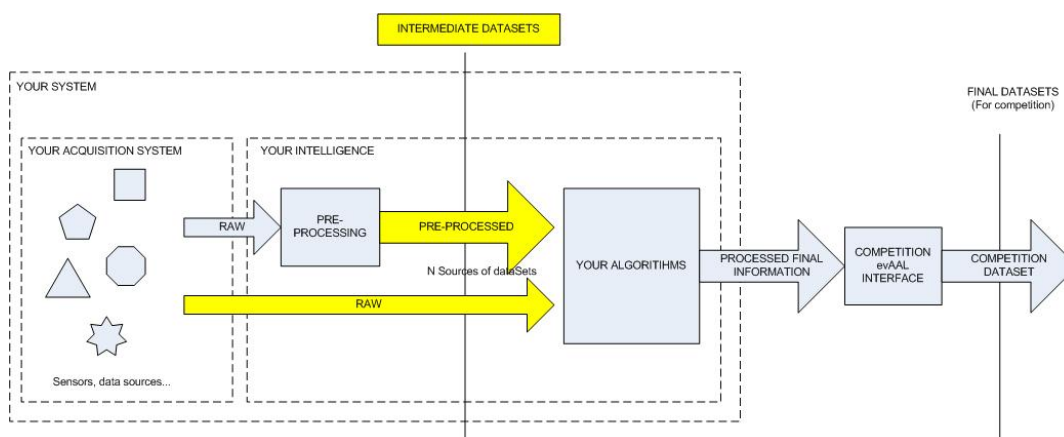 INTERMEDIATE DATASETS
YOUR SYSTEM
FINAL DATASETS
(For competition)
YOUR ACQUISITION SYSTEM
YOUR INTELLIGENCE
RAW
PRE-
PROCESSING
PRE-PROCESSED
N Sources of dataSets
YOUR ALGORITIHMS
PROCESSED FINAL
INFORMATION
COMPETITION
evAAL
INTERFACE
COMPETITION
DATASET
RAW
Sensors, data sources...